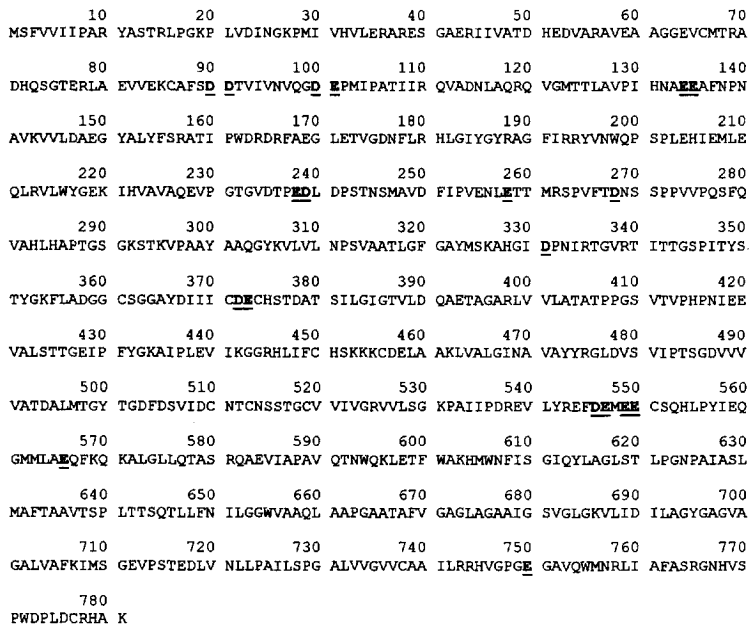 10 20 30 40 50 60 70
MSFVVIIPAR YASTRLPGKP LVDINGKPMI VHVLERARES GAERIIVATD HEDVARAVEA AGGEVCMTRA
80 90 100 110 120 130 140
DHQSGTERLA EVVEKCAFSD DTVIVNVQGD EPMIPATIIR QVADNLAQRQ VGMTTLAVPI HNAEEAFNPN
150 160 170 180 190 200 210
AVKVVLDAEG YALYFSRATI PWDRDRFAEG LETVGDNFLR HLGIYGYRAG FIRRYVNWQP SPLEHIEMLE
220 230 240 250 260 270 280
QLRVLWYGEK IHVAVAQEVP GTGVDTPEDL DPSTNSMAVD FIPVENLETT MRSPVFTDNS SPPVVPQSFQ
290 300 310 320 330 340 350
VAHLHAPTGS GKSTKVPAAY AAQGYKVLVL NPSVAATLGF GAYMSKAHGI DPNIRTGVRT ITTGSPITYS
360 370 380 390 400 410 420
TYGKFLADGG CSGGAYDIII CDECHSTDAT SILGIGTVLD QAETAGARLV VLATATPPGS VTVPHPNIEE
430 440 450 460 470 480 490
VALSTTGEIP FYGKAIPLEV IKGGRHLIFC HSKKKCDELA AKLVALGINA VAYYRGLDVS VIPTSGDVVV
500 510 520 530 540 550 560
VATDALMTGY TGDFDSVIDC NTCNSSTGCV VIVGRVVLSG KPAIIPDREV LYREFDEMEE CSQHLPYIEQ
570 580 590 600 610 620 630
GMMLAEQFKQ KALGLLQTAS RQAEVIAPAV QTNWQKLETF WAKHMWNFIS GIQYLAGLST LPGNPAIASL
640 650 660 670 680 690 700
MAFTAAVTSP LTTSQTLLFN ILGGWVAAQL AAPGAATAFV GAGLAGAAIG SVGLGKVLID ILAGYGAGVA
710 720 730 740 750 760 770
GALVAFKIMS GEVPSTEDLV NLLPAILSPG ALVVGVVCAA ILRRHVGPGE GAVQWMNRLI AFASRGNHVS
780
PWDPLDCRHA K